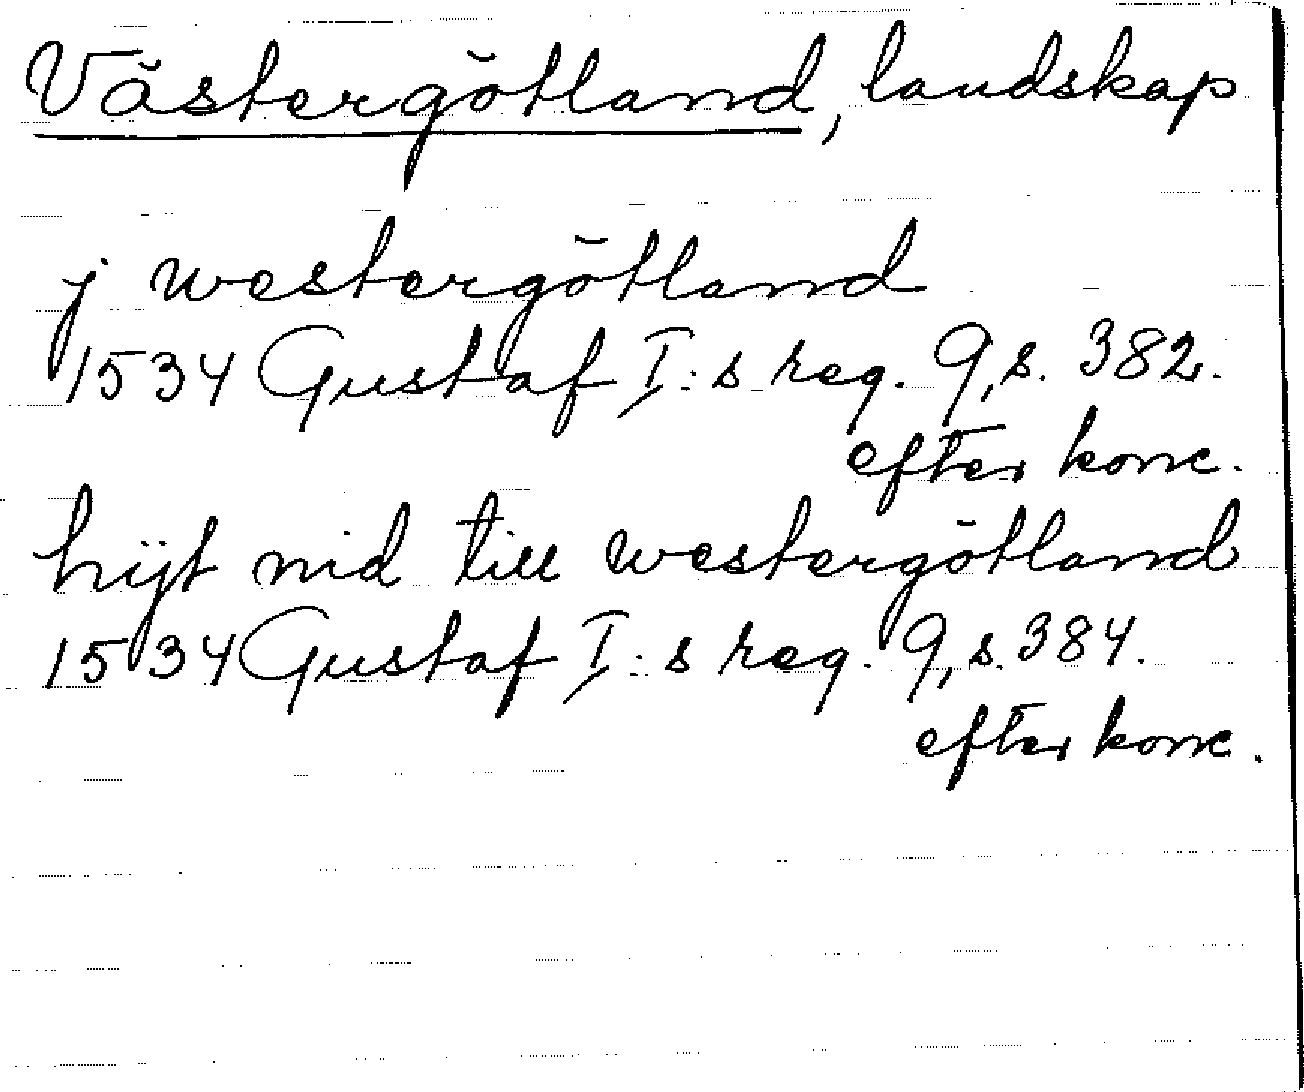 Västergötland, landskap
j westergötland
1534 Gustaf I:s reg. 9, s. 382.
efter konc.
hijt nid till westergötland
1534 Gustaf I:s reg. 9, s. 384.
efter konc.